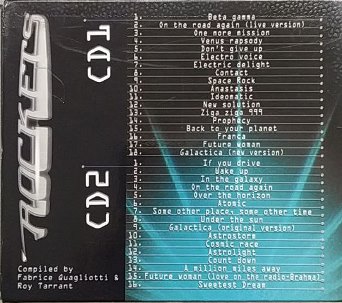 ROCKETS
CD1
1. Beta gamma
2. On the road again (live version)
3. One more mission
4. Venus rapsody
5. Don't give up
6. Electro voice
7. Electric delight
8. Contact
9. Space Rock
10. Anastasis
11. Ideomatic
12. New solution
13. Ziga ziga 999
14. Prophecy
15. Back to your planet
16. Franca
17. Future woman
18. Galactica (new version)
CD2
1. If you drive
2. Wake up
3. In the galaxy
4. On the road again
5. Over the horizon
6. Atomic
7. Some other place, some other time
8. Under the sun
9. Galactica (original version)
10. Astrostore
11. Cosmic race
12. Astrolight
13. Count down
14. A million miles away
15. Future woman (love on the radio-Brahma)
16. Sweetest Dream
Compiled by
Fabrice Quagliotti &
Roy Tarrant